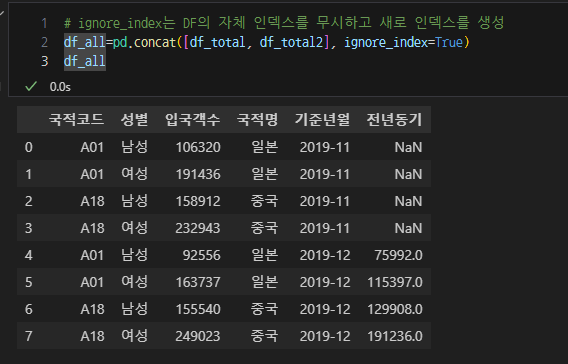 1 # ignore_index는 DF의 자체 인덱스를 무시하고 새로 인덱스를 생성
2 df_all=pd.concat([df_total, df_total2], ignore_index=True)
3 df_all
0.0s
국적코드 성별 입국객수 국적명 기준년월 전년동기
0 A01 남성 106320 일본 2019-11 NaN
1 A01 여성 191436 일본 2019-11 NaN
2 A18 남성 158912 중국 2019-11 NaN
3 A18 여성 232943 중국 2019-11 NaN
4 A01 남성 92556 일본 2019-12 75992.0
5 A01 여성 163737 일본 2019-12 115397.0
6 A18 남성 155540 중국 2019-12 129908.0
7 A18 여성 249023 중국 2019-12 191236.0